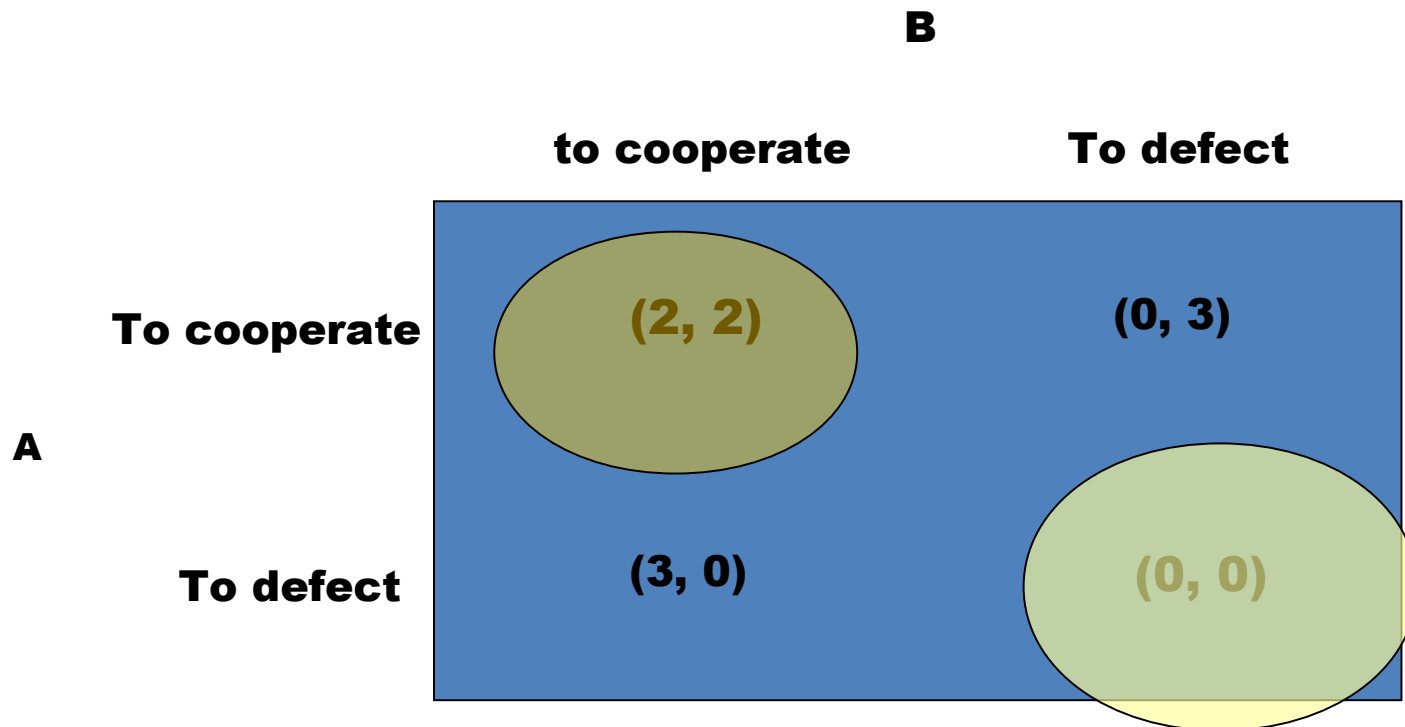 B
to cooperate To defect
To cooperate (2, 2) (0, 3)
A
To defect (3, 0) (0, 0)